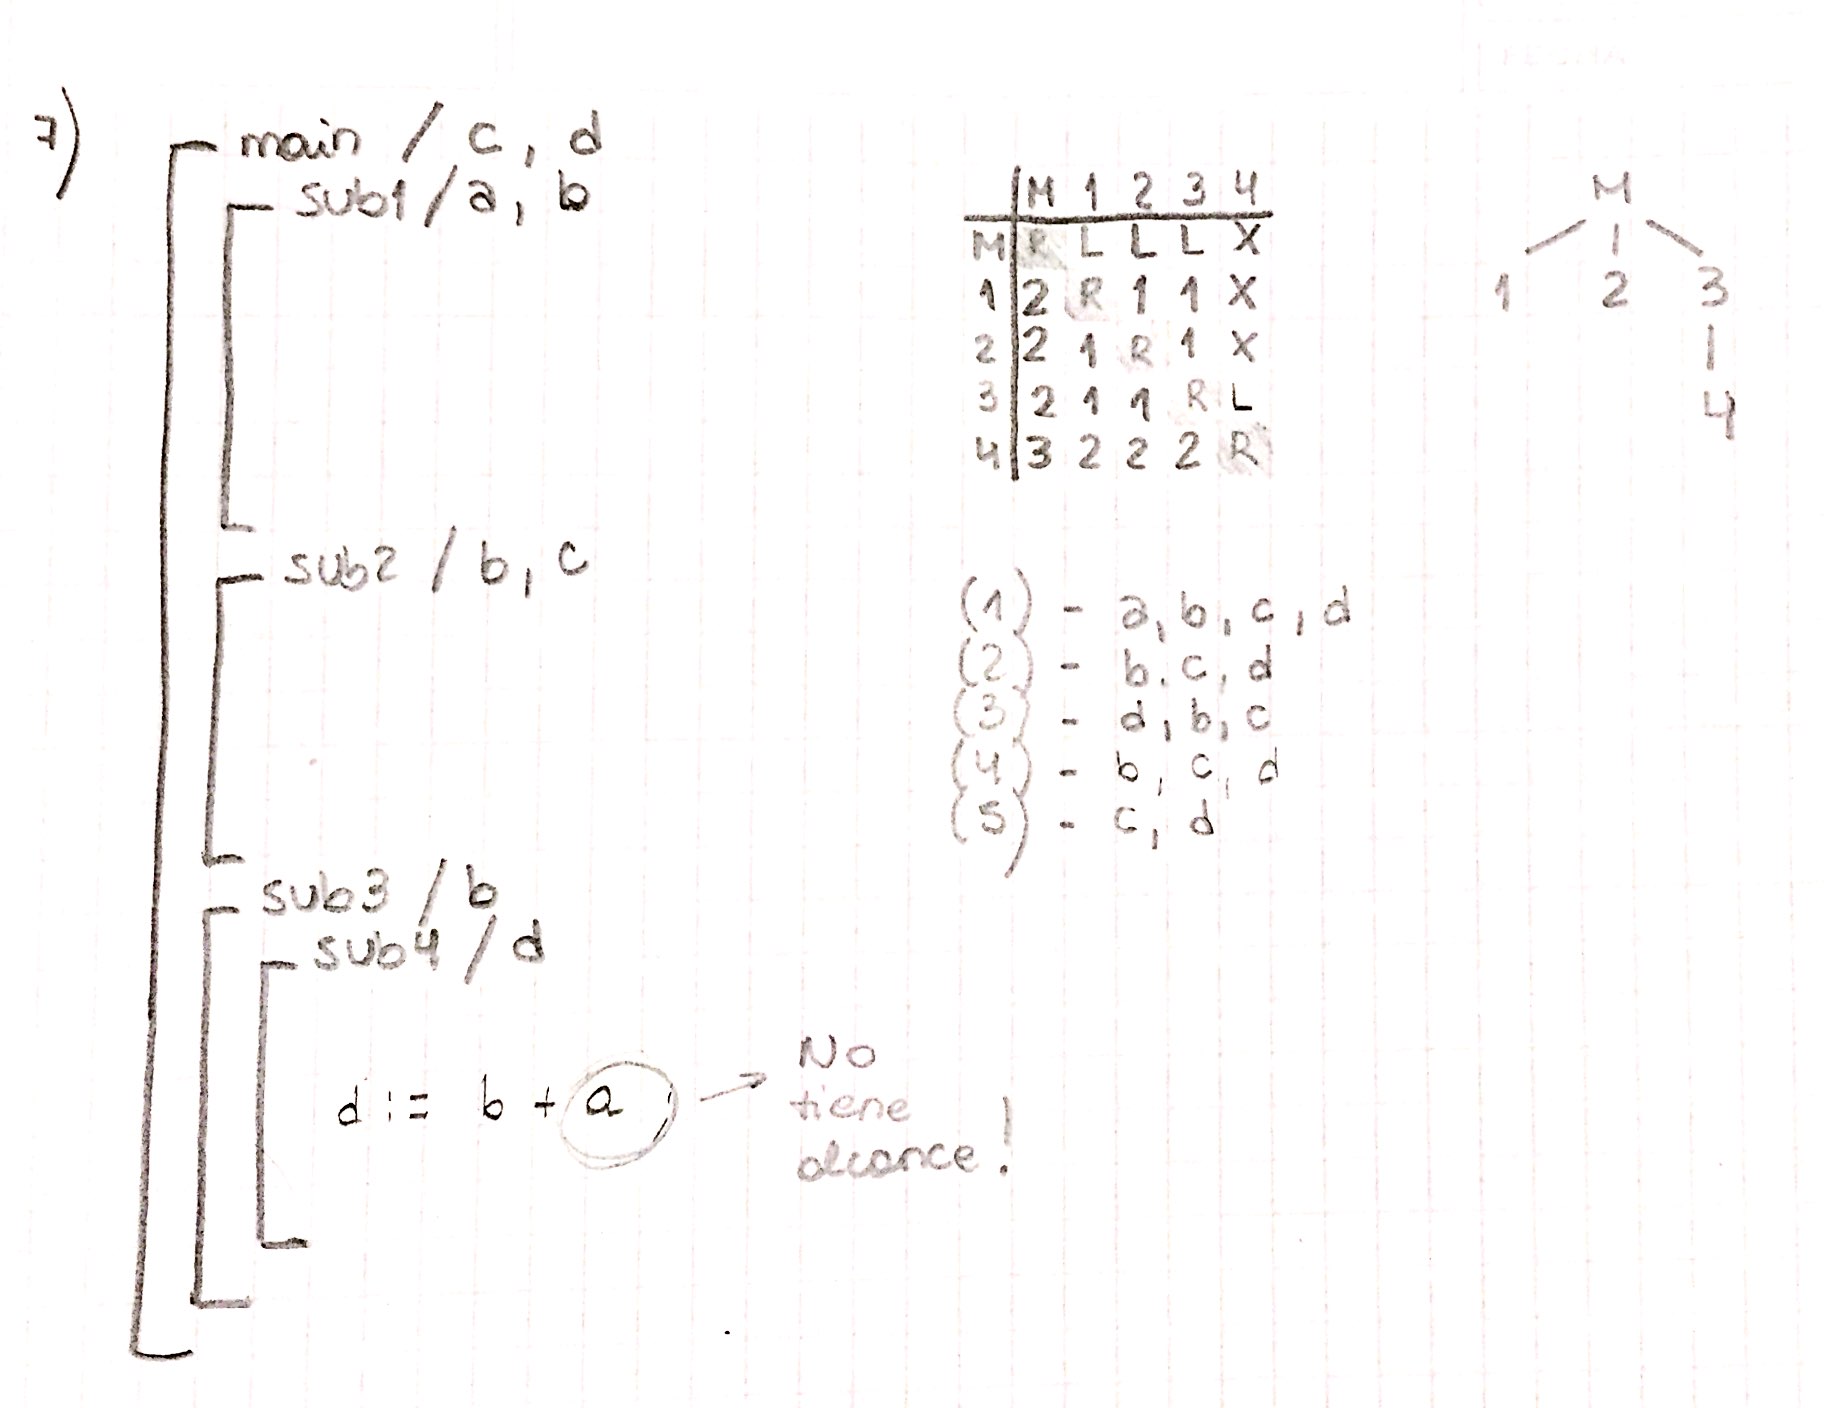 7)
main / c, d
sub1 / a, b
sub2 / b, c
sub3 / b
sub4 / d
d := b + a
No
tiene
alcance!
M 1 2 3 4
M R L L L X
1 2 R 1 1 X
2 2 1 R 1 X
3 2 1 1 R L
4 3 2 2 2 R
M
1 2 3
4
(1) - a, b, c, d
(2) - b, c, d
(3) - d, b, c
(4) - b, c, d
(5) - c, d